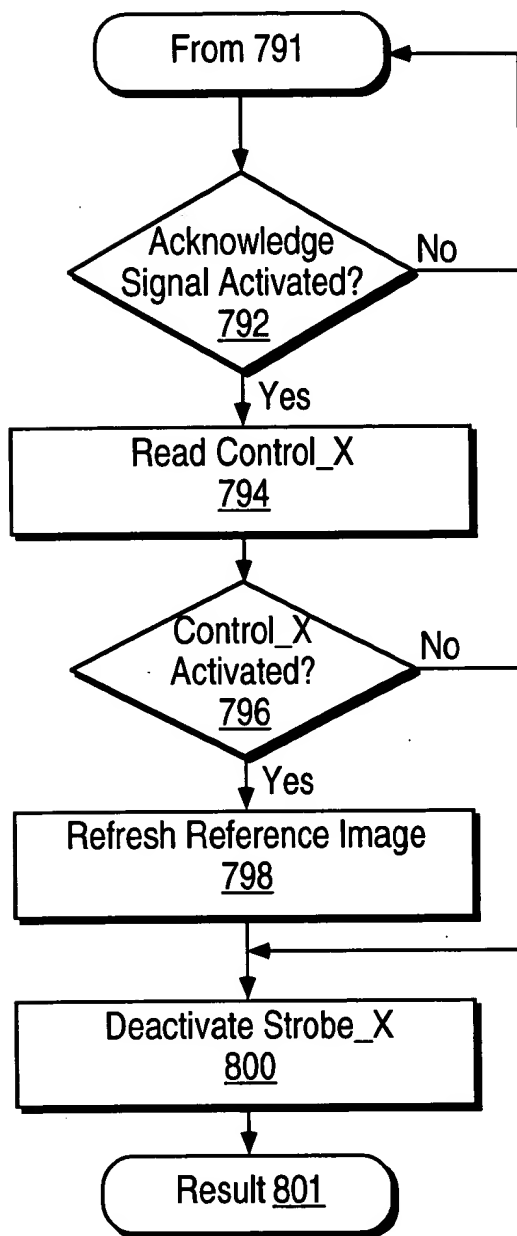 From 791
Acknowledge
Signal Activated?
792
No
Yes
Read Control_X
794
Control_X
Activated?
796
No
Yes
Refresh Reference Image
798
Deactivate Strobe_X
800
Result 801